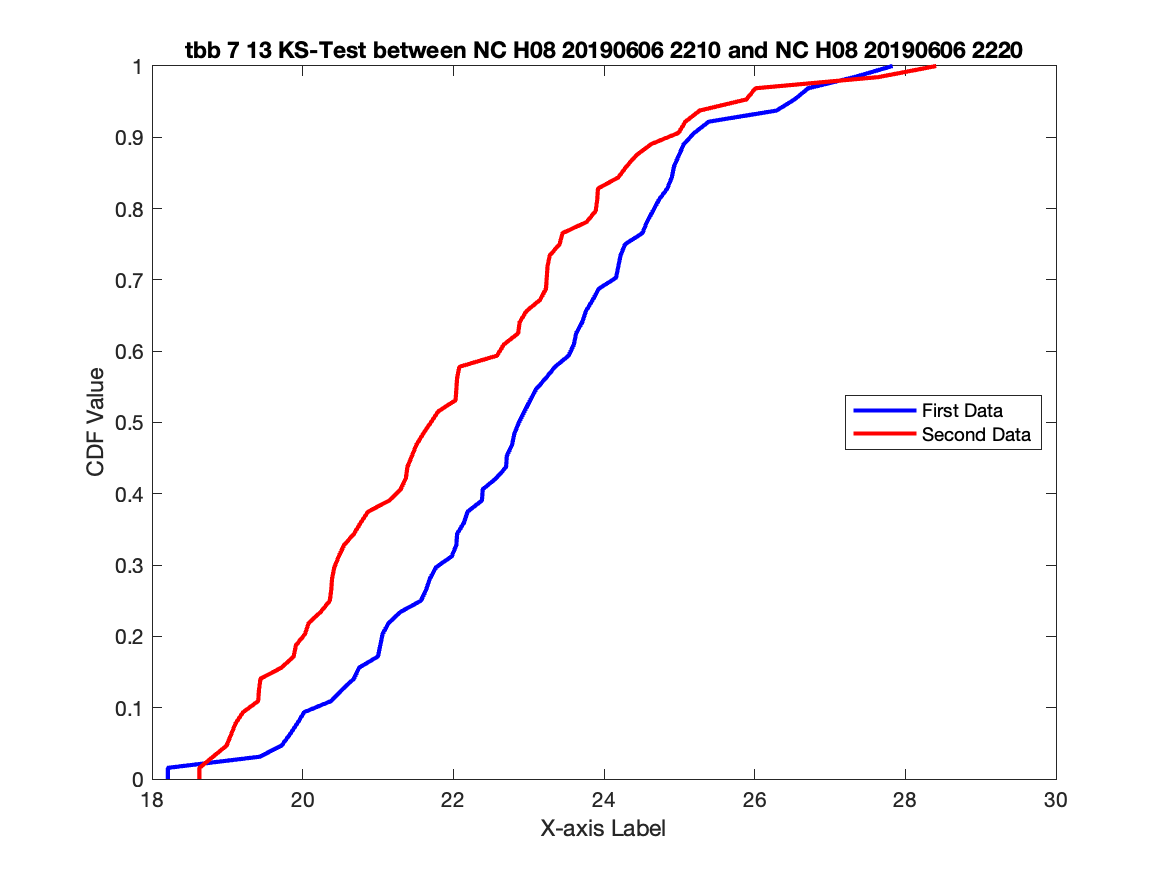 tbb 7 13 KS-Test between NC H08 20190606 2210 and NC H08 20190606 2220
1
0.9
0.8
0.7
0.6
0.5
0.4
0.3
0.2
0.1
0
CDF Value
First Data
Second Data
18 20 22 24 26 28 30
X-axis Label